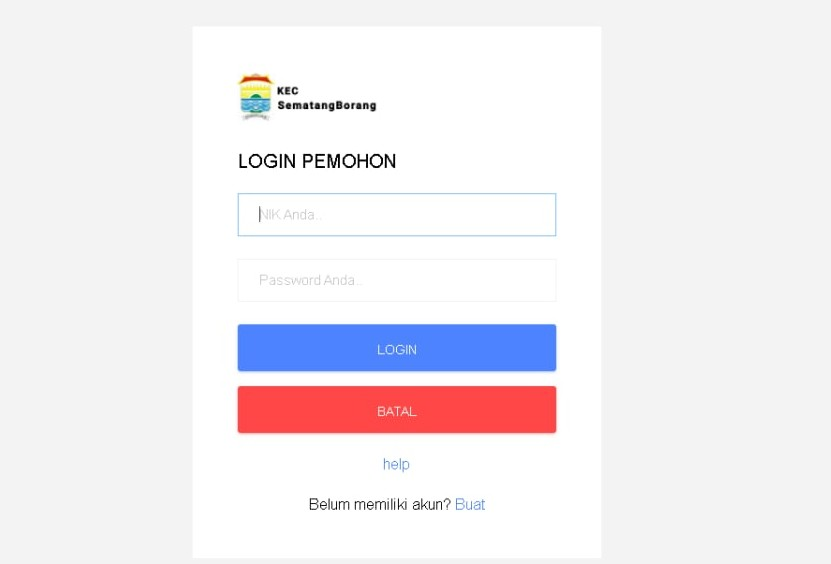 KEC
SematangBorang
LOGIN PEMOHON
NIK Anda..
Password Anda..
LOGIN
BATAL
help
Belum memiliki akun? Buat